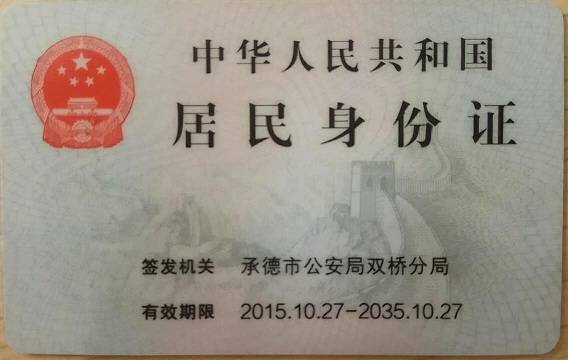 中华人民共和国
居民身份证
签发机关 承德市公安局双桥分局
有效期限 2015.10.27-2035.10.27